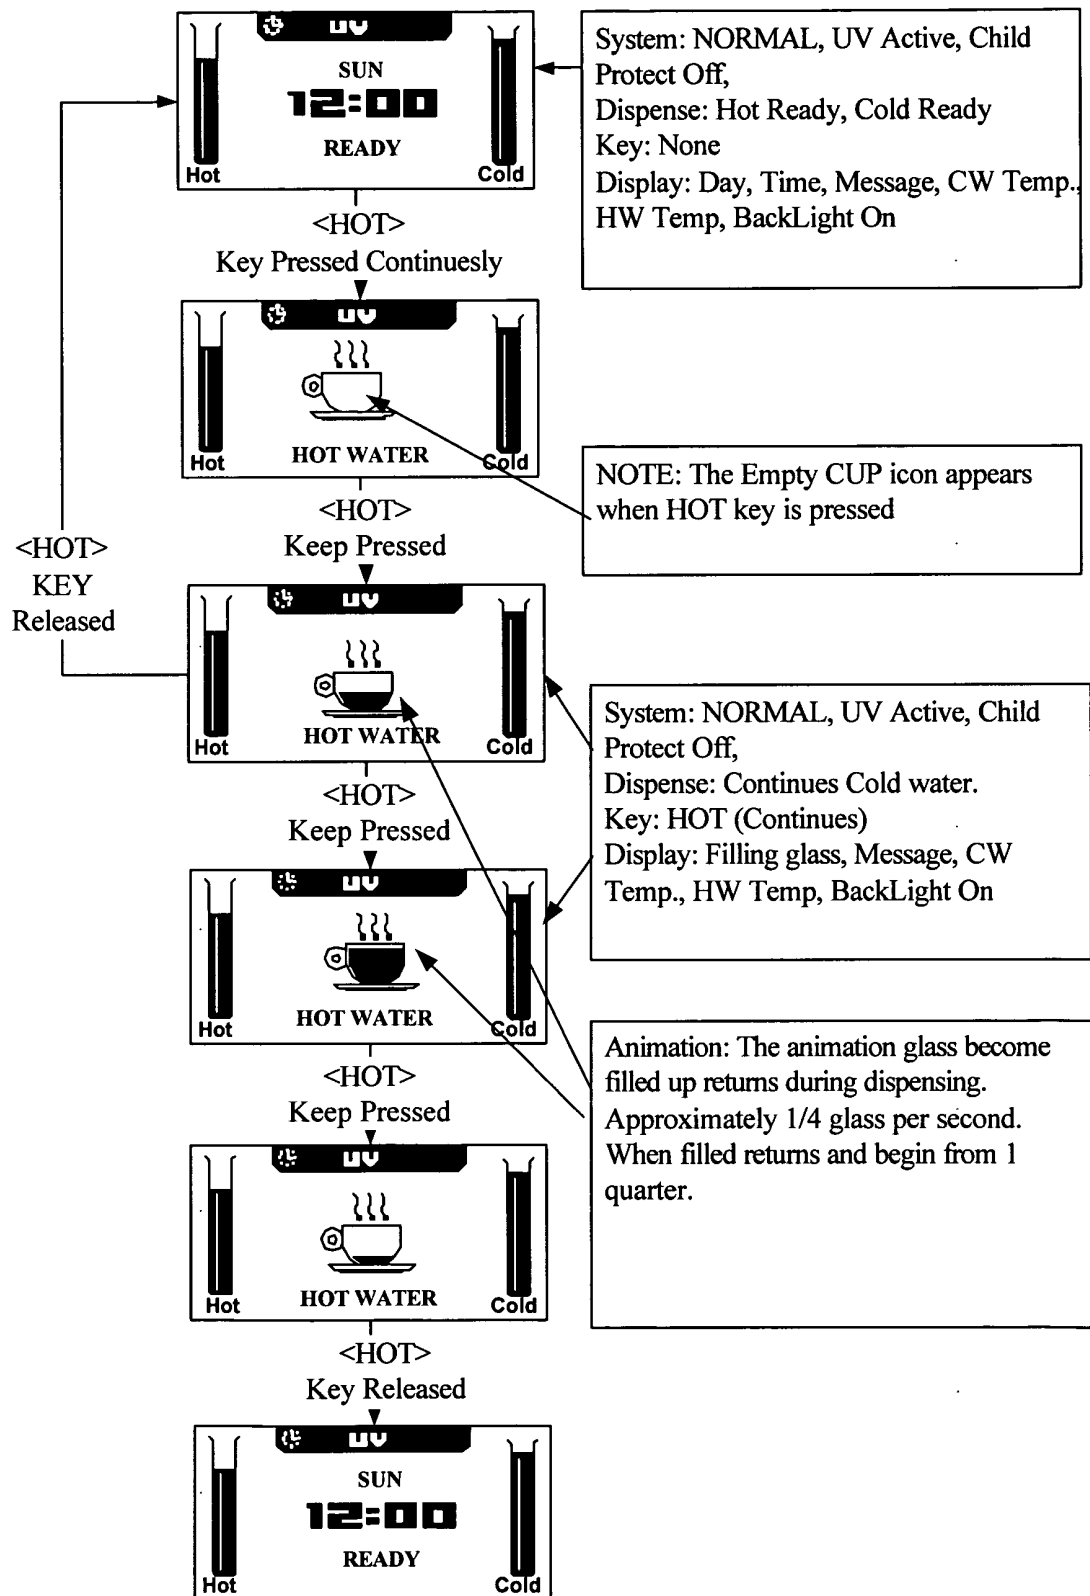 UV
SUN
12:00
READY
Hot
Cold
System: NORMAL, UV Active, Child
Protect Off,
Dispense: Hot Ready, Cold Ready
Key: None
Display: Day, Time, Message, CW Temp.,
HW Temp, BackLight On
<HOT>
Key Pressed Continuesly
UV
HOT WATER
Hot
Cold
NOTE: The Empty CUP icon appears
when HOT key is pressed
<HOT>
Keep Pressed
<HOT>
KEY
Released
UV
HOT WATER
Hot
Cold
System: NORMAL, UV Active, Child
Protect Off,
Dispense: Continues Cold water.
Key: HOT (Continues)
Display: Filling glass, Message, CW
Temp., HW Temp, BackLight On
<HOT>
Keep Pressed
UV
HOT WATER
Hot
Cold
Animation: The animation glass become
filled up returns during dispensing.
Approximately 1/4 glass per second.
When filled returns and begin from 1
quarter.
<HOT>
Keep Pressed
UV
HOT WATER
Hot
Cold
<HOT>
Key Released
UV
SUN
12:00
READY
Hot
Cold